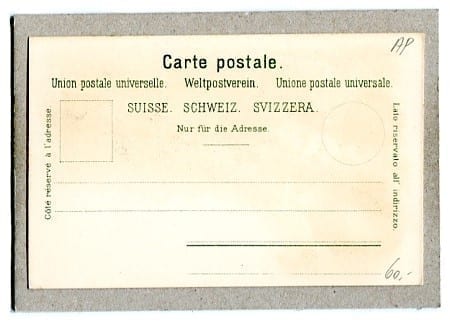 AP
Carte postale.
Union postale universelle. Weltpostverein. Unione postale universale.
SUISSE. SCHWEIZ. SVIZZERA.
Nur für die Adresse.
Côté réservé à l'adresse.
Lato riservato all' indirizzo.
60.-